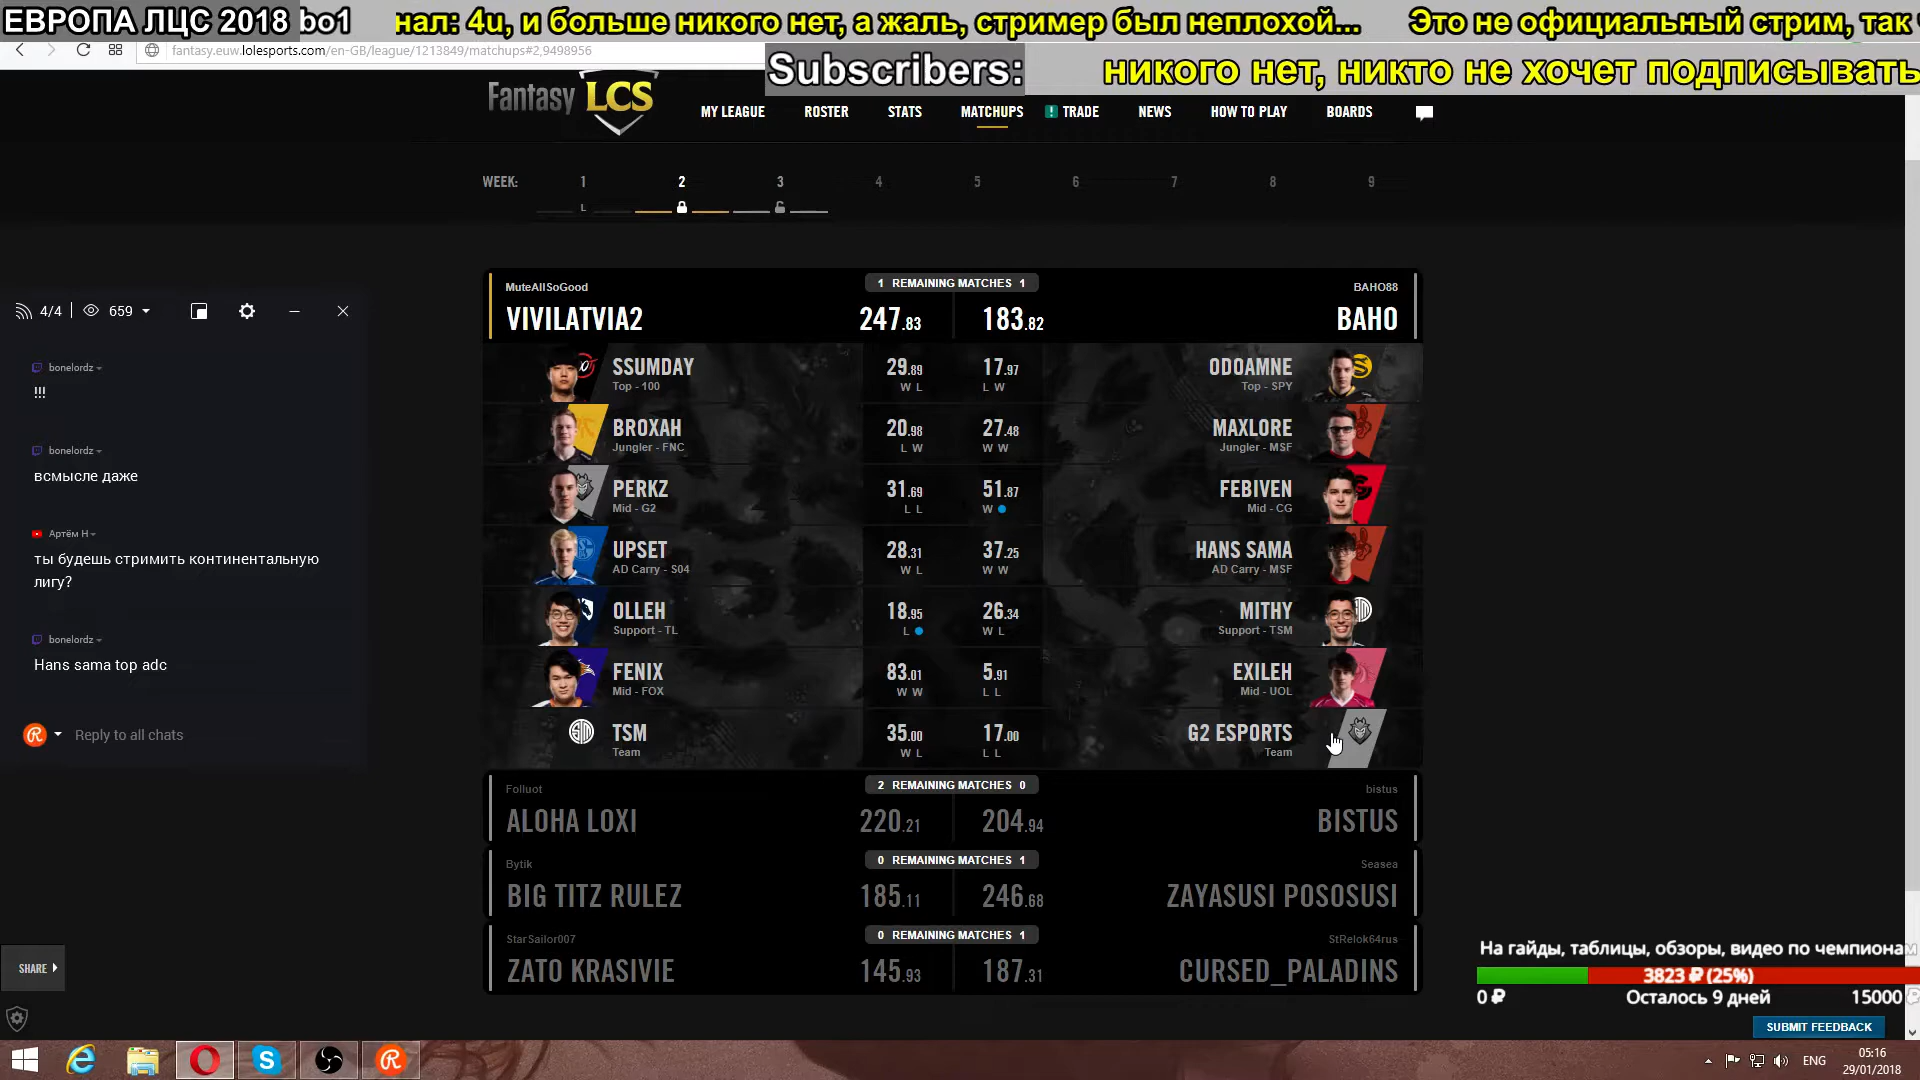 ЕВРОПА ЛЦС 2018 bo1
нал: 4u, и больше никого нет, а жаль, стример был неплохой... Это не официальный стрим, так
fantasy.euw.lolesports.com/en-GB/league/1213849/matchups#2,9498956
Subscribers: никого нет, никто не хочет подписывать
Fantasy LCS
MY LEAGUE ROSTER STATS MATCHUPS ! TRADE NEWS HOW TO PLAY BOARDS
WEEK: 1 2 3 4 5 6 7 8 9
L
4/4 659
MuteAllSoGood 1 REMAINING MATCHES 1 BAHO88
VIVILATVIA2 247.83 183.82 BAHO
SSUMDAY 29.89 17.97 ODOAMNE
Top - 100 W L L W Top - SPY
BROXAH 20.98 27.48 MAXLORE
Jungler - FNC L W W W Jungler - MSF
PERKZ 31.69 51.87 FEBIVEN
Mid - G2 L L W Mid - CG
UPSET 28.31 37.25 HANS SAMA
AD Carry - S04 W L W W AD Carry - MSF
OLLEH 18.95 26.34 MITHY
Support - TL L W L Support - TSM
FENIX 83.01 5.91 EXILEH
Mid - FOX W W L L Mid - UOL
TSM 35.00 17.00 G2 ESPORTS
Team W L L L Team
Folluot 2 REMAINING MATCHES 0 bistus
ALOHA LOXI 220.21 204.94 BISTUS
Bytik 0 REMAINING MATCHES 1 Seasea
BIG TITZ RULEZ 185.11 246.68 ZAYASUSI POSOSUSI
StarSailor007 0 REMAINING MATCHES 1 StRelok64rus
ZATO KRASIVIE 145.93 187.31 CURSED_PALADINS
bonelordz
!!!
bonelordz
всмысле даже
Артём Н
ты будешь стримить континентальную
лигу?
bonelordz
Hans sama top adc
Reply to all chats
SHARE
На гайды, таблицы, обзоры, видео по чемпионам
3823 ₽ (25%)
0 ₽ Осталось 9 дней 15000 ₽
SUBMIT FEEDBACK
ENG
05:16
29/01/2018